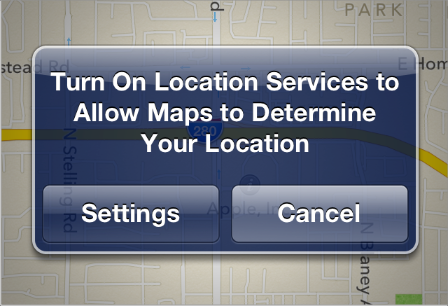 PARK
stead Rd
E Hom
Turn On Location Services to
Allow Maps to Determine
Your Location
280
N Stelling Rd
Settings
Cancel
Apple, In
N Blaney A